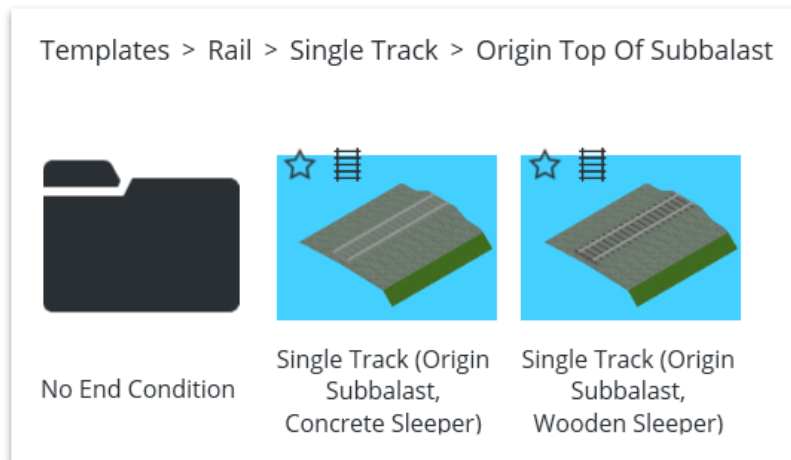 Templates > Rail > Single Track > Origin Top Of Subbalast
No End Condition
Single Track (Origin
Subbalast,
Concrete Sleeper)
Single Track (Origin
Subbalast,
Wooden Sleeper)